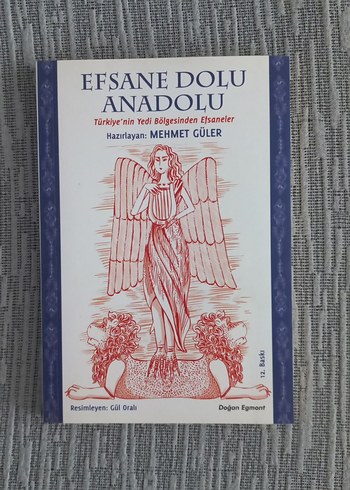 EFSANE DOLU
ANADOLU
Türkiye'nin Yedi Bölgesinden Efsaneler
Hazırlayan: MEHMET GÜLER
12. Baskı
Resimleyen: Gül Oralı
Doğan Egmont